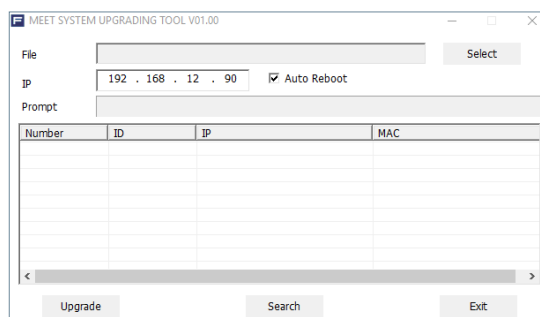 MEET SYSTEM UPGRADING TOOL V01.00
File Select
IP 192 . 168 . 12 . 90 Auto Reboot
Prompt
Number ID IP MAC
Upgrade Search Exit